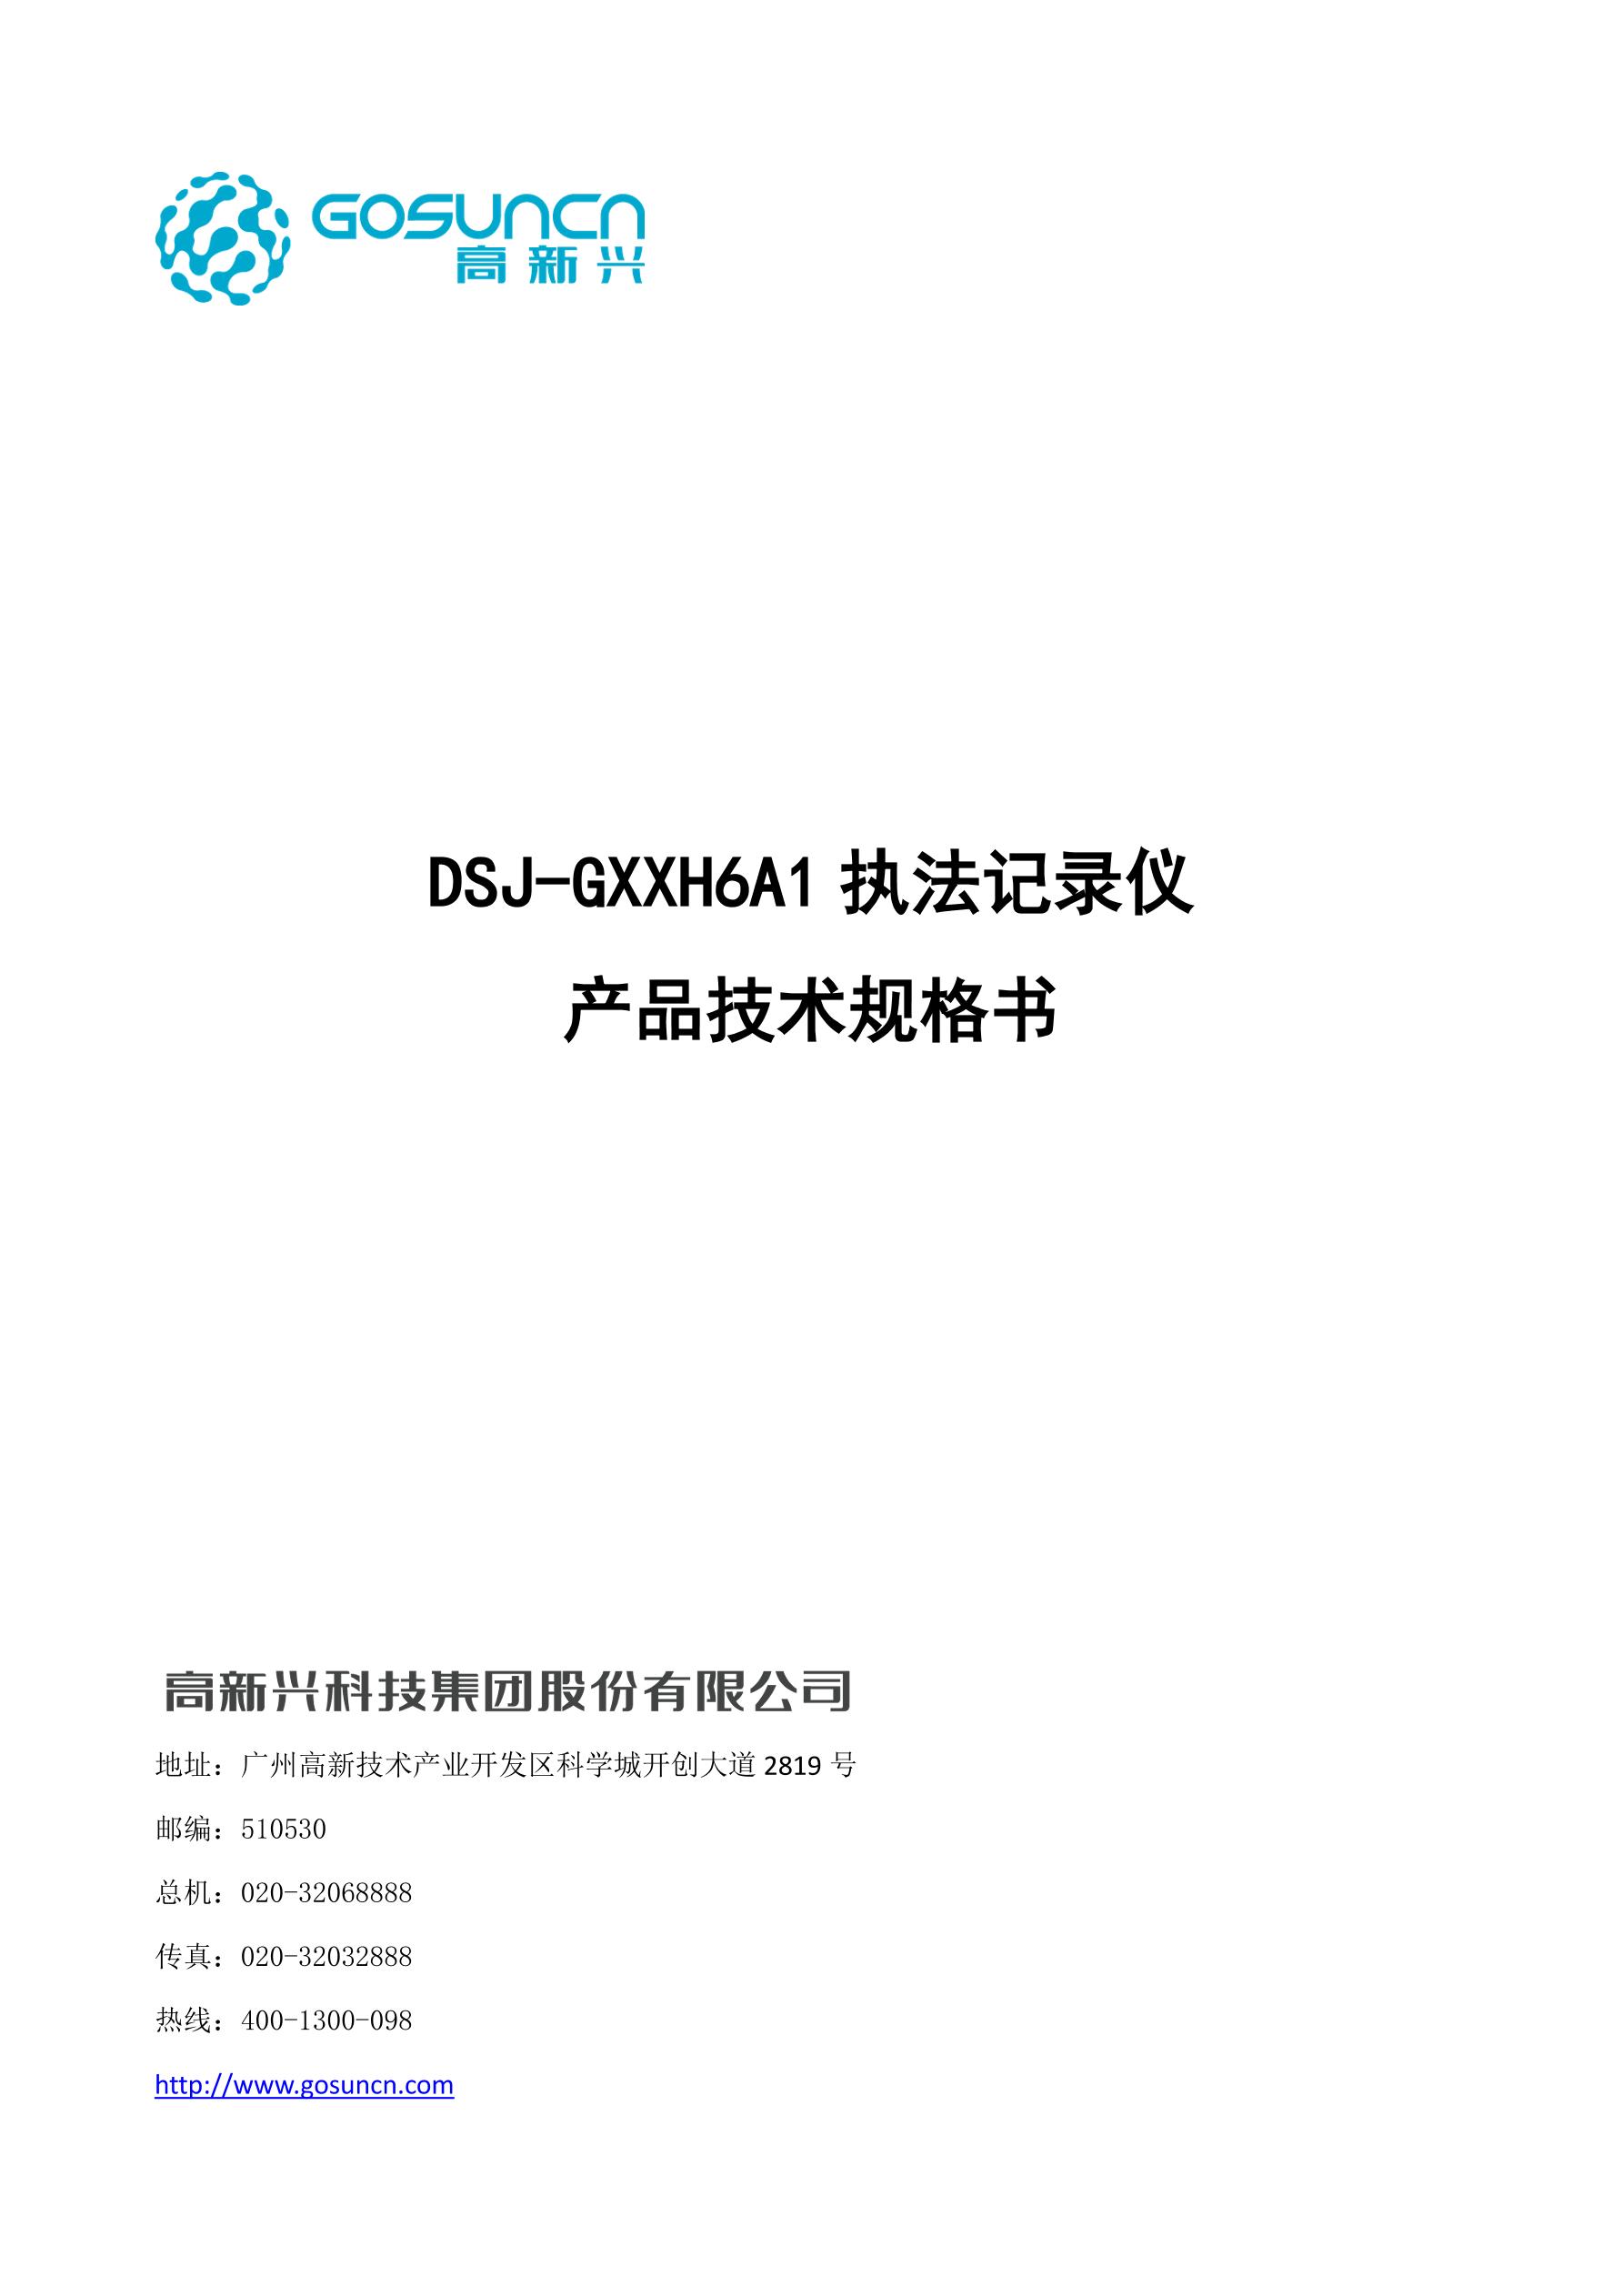 GOSUNCN
高新兴
DSJ-GXXH6A1 执法记录仪
产品技术规格书
高新兴科技集团股份有限公司
地址：广州高新技术产业开发区科学城开创大道 2819 号
邮编：510530
总机：020-32068888
传真：020-32032888
热线：400-1300-098
http://www.gosuncn.com